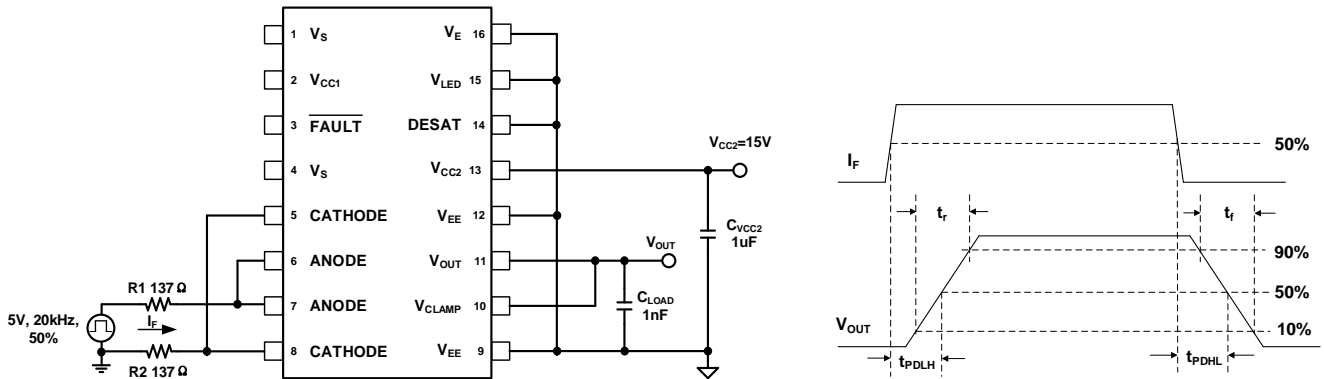 1 VS
VE 16
2 VCC1
VLED 15
3 FAULT
DESAT 14
4 VS
VCC2 13
VCC2=15V
5 CATHODE
VEE 12
CVCC2
1uF
6 ANODE
VOUT 11
VOUT
R1 137 Ω
7 ANODE
VCLAMP 10
CLOAD
1nF
5V, 20kHz,
50%
IF
8 CATHODE
VEE 9
R2 137 Ω
IF
50%
tr
tf
90%
50%
VOUT
10%
tPDLH
tPDHL